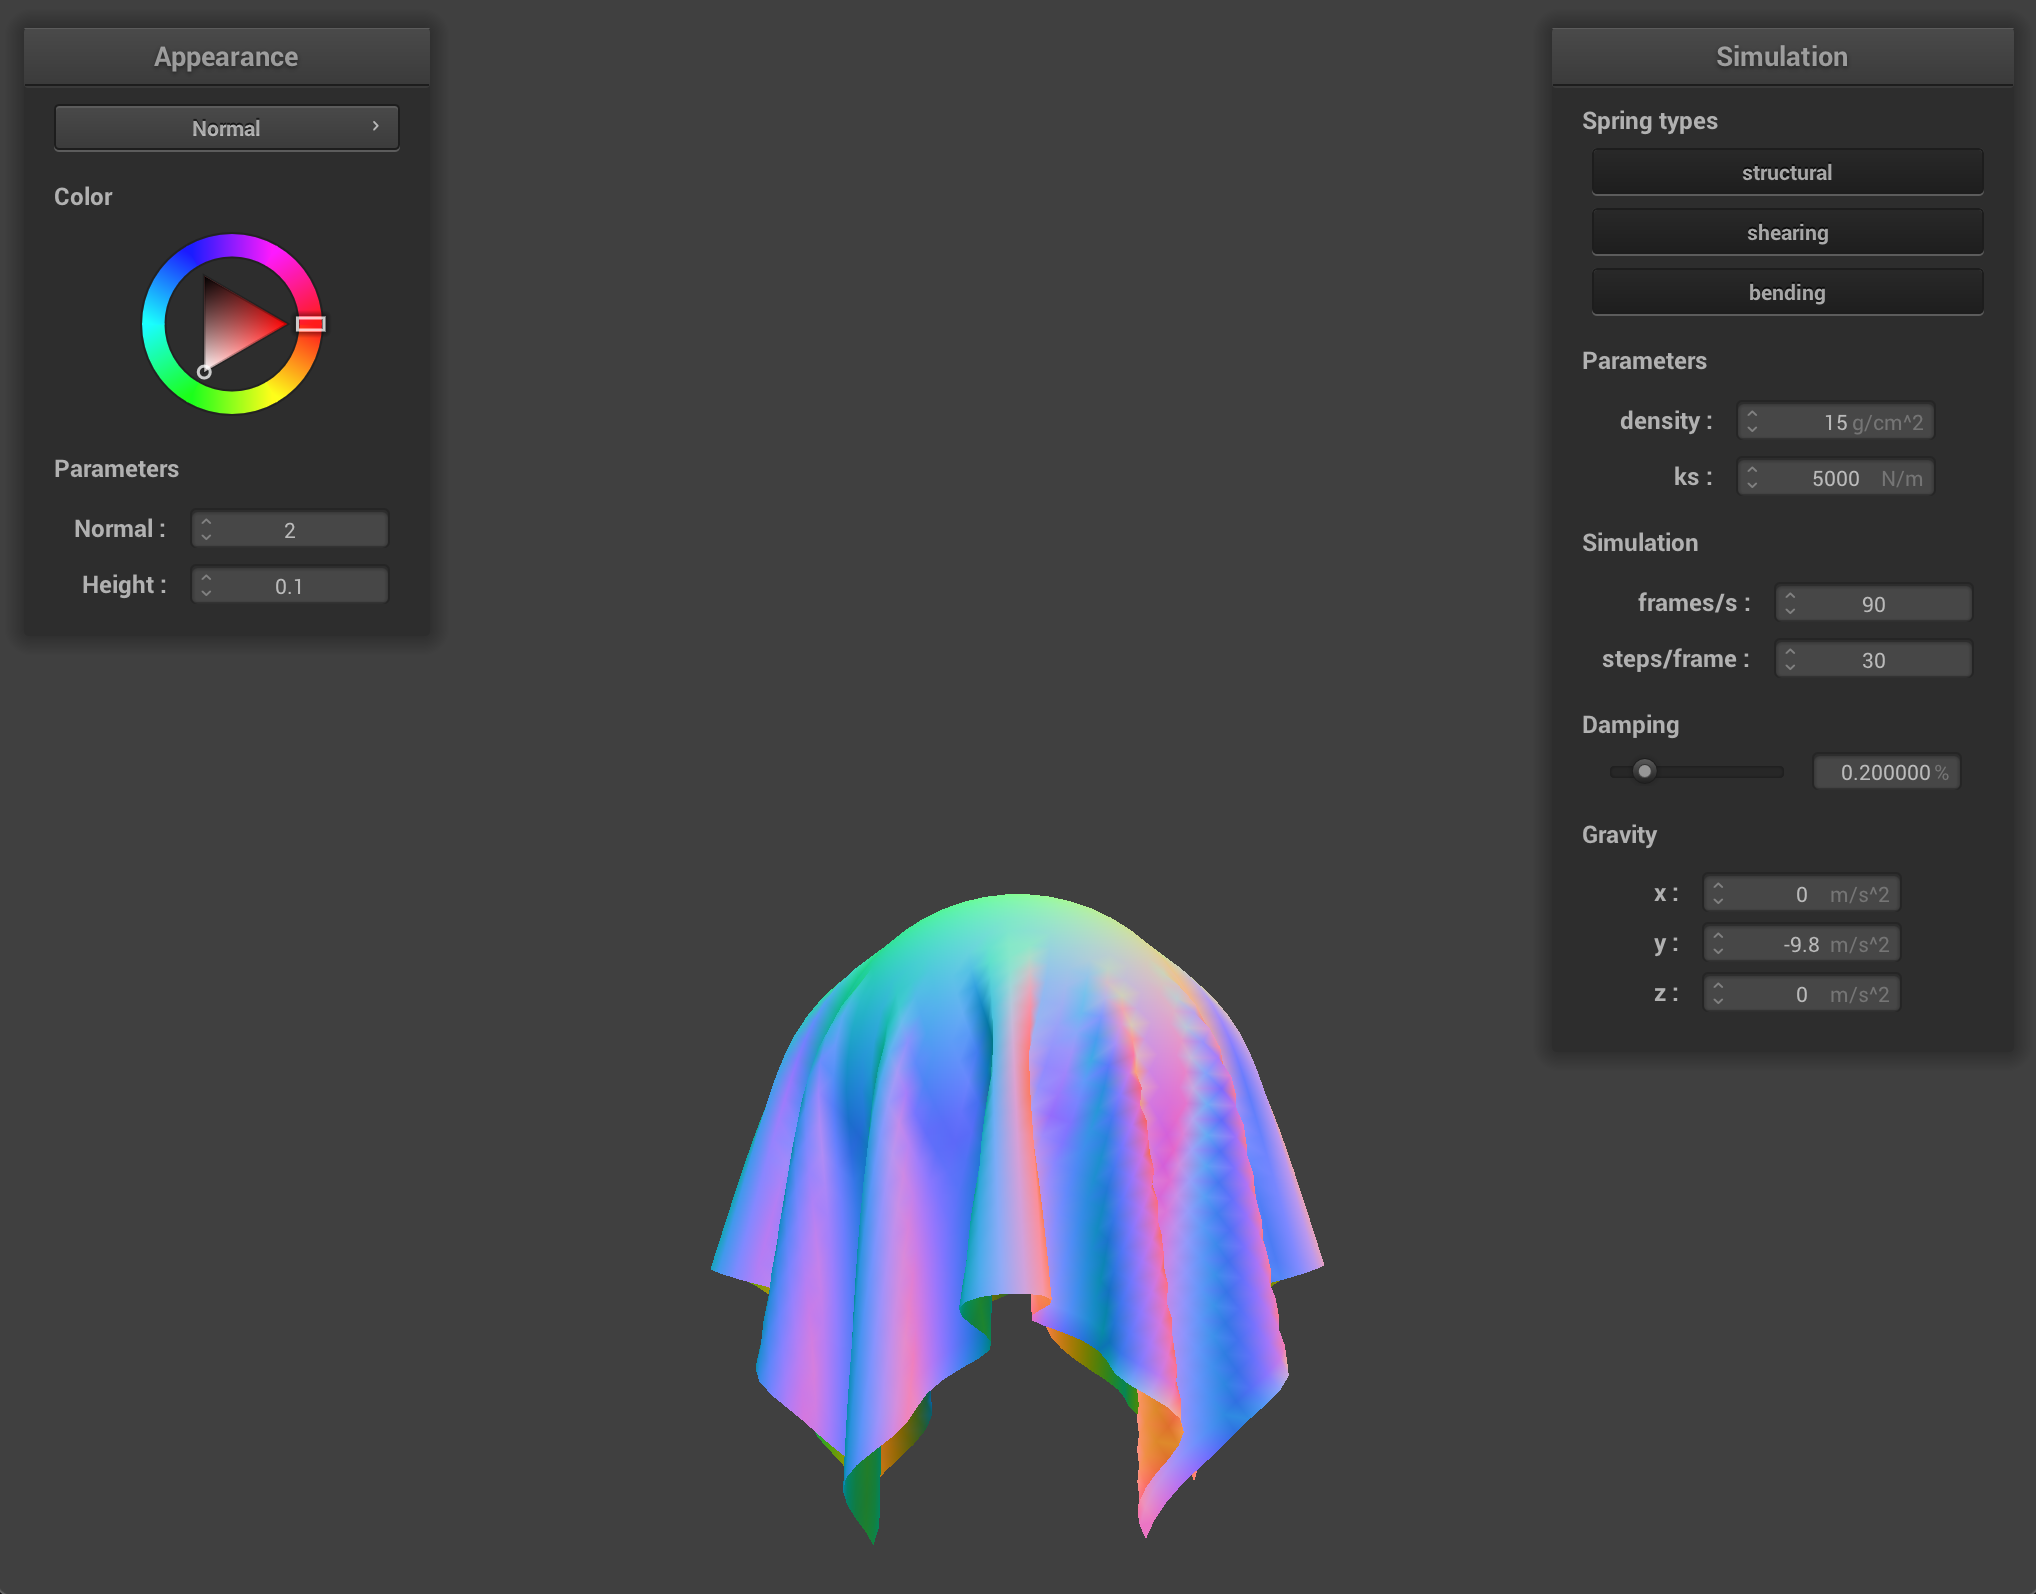 Appearance
Normal
Color
Parameters
Normal : 2
Height : 0.1
Simulation
Spring types
structural
shearing
bending
Parameters
density : 15 g/cm^2
ks : 5000 N/m
Simulation
frames/s : 90
steps/frame : 30
Damping
0.200000 %
Gravity
x : 0 m/s^2
y : -9.8 m/s^2
z : 0 m/s^2